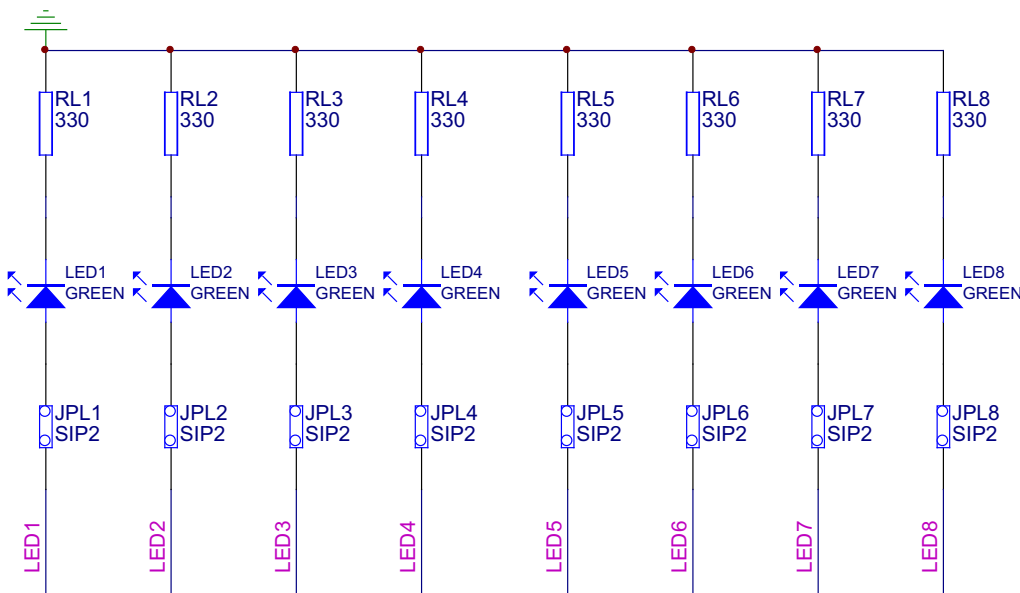 RL1 RL2 RL3 RL4 RL5 RL6 RL7 RL8
330 330 330 330 330 330 330 330
LED1 LED2 LED3 LED4 LED5 LED6 LED7 LED8
GREEN GREEN GREEN GREEN GREEN GREEN GREEN GREEN
JPL1 JPL2 JPL3 JPL4 JPL5 JPL6 JPL7 JPL8
SIP2 SIP2 SIP2 SIP2 SIP2 SIP2 SIP2 SIP2
LED1 LED2 LED3 LED4 LED5 LED6 LED7 LED8